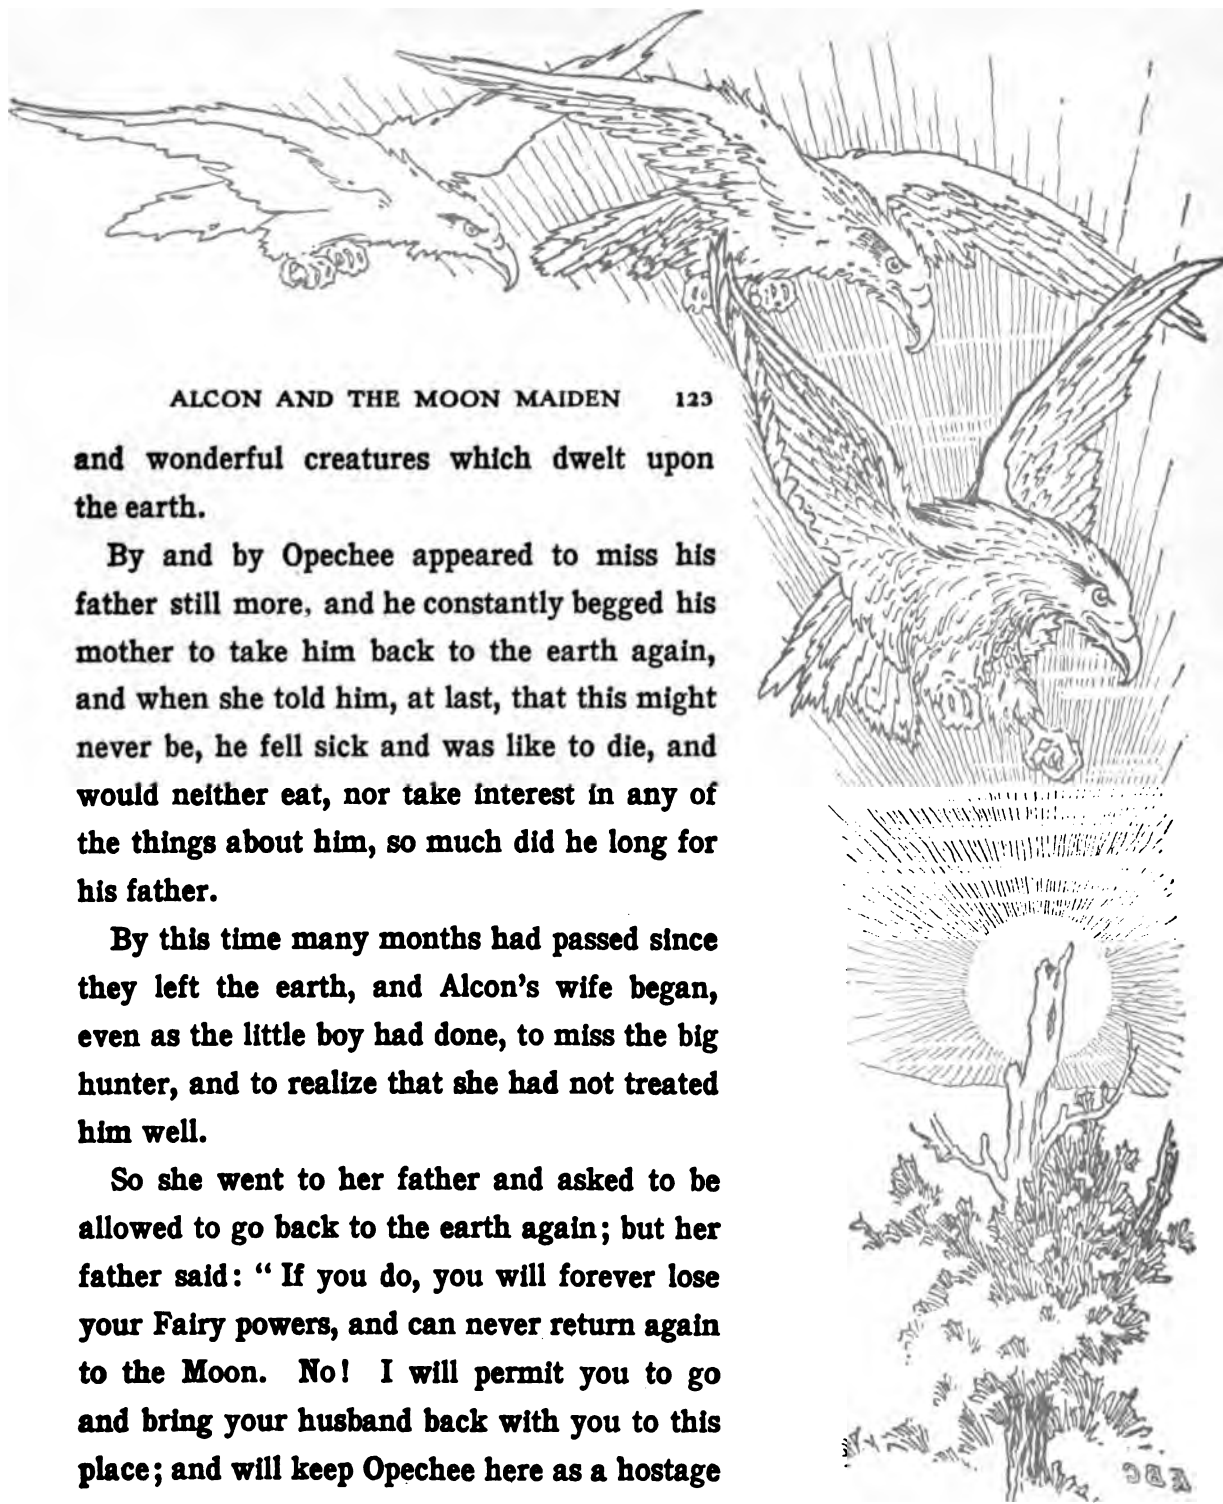 ALCON AND THE MOON MAIDEN 123
and wonderful creatures which dwelt upon
the earth.
By and by Opechee appeared to miss his
father still more, and he constantly begged his
mother to take him back to the earth again,
and when she told him, at last, that this might
never be, he fell sick and was like to die, and
would neither eat, nor take interest in any of
the things about him, so much did he long for
his father.
By this time many months had passed since
they left the earth, and Alcon's wife began,
even as the little boy had done, to miss the big
hunter, and to realize that she had not treated
him well.
So she went to her father and asked to be
allowed to go back to the earth again; but her
father said: “ If you do, you will forever lose
your Fairy powers, and can never return again
to the Moon. No! I will permit you to go
and bring your husband back with you to this
place; and will keep Opechee here as a hostage